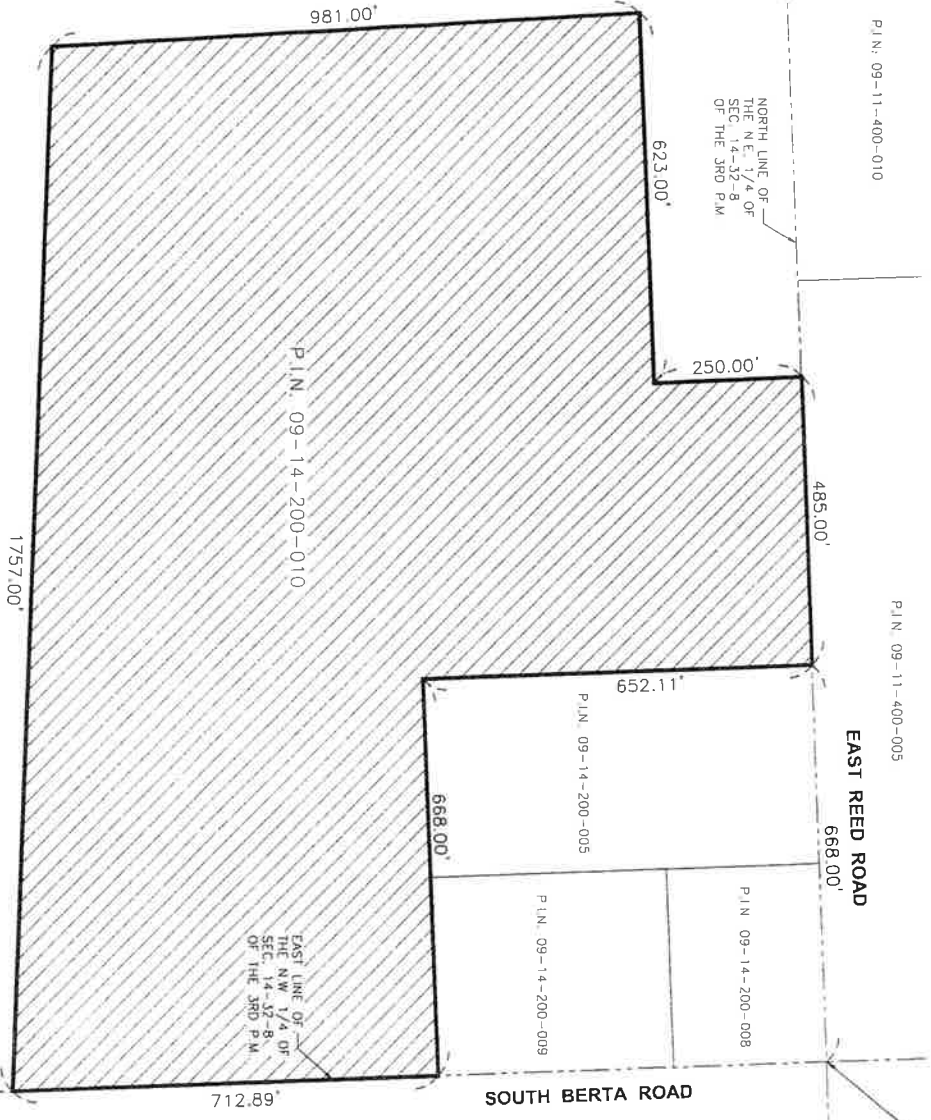 981.00'
P.I.N. 09-11-400-010
NORTH LINE OF
THE N.E. 1/4 OF
SEC. 14-32-8
OF THE 3RD P.M.
623.00'
250.00'
485.00'
P.I.N. 09-11-400-005
EAST REED ROAD
668.00'
652.11'
P.I.N. 09-14-200-005
P.I.N. 09-14-200-010
668.00'
P.I.N. 09-14-200-008
P.I.N. 09-14-200-009
EAST LINE OF
THE N.W. 1/4 OF
SEC. 14-32-8
OF THE 3RD P.M.
1757.00'
712.89'
SOUTH BERTA ROAD